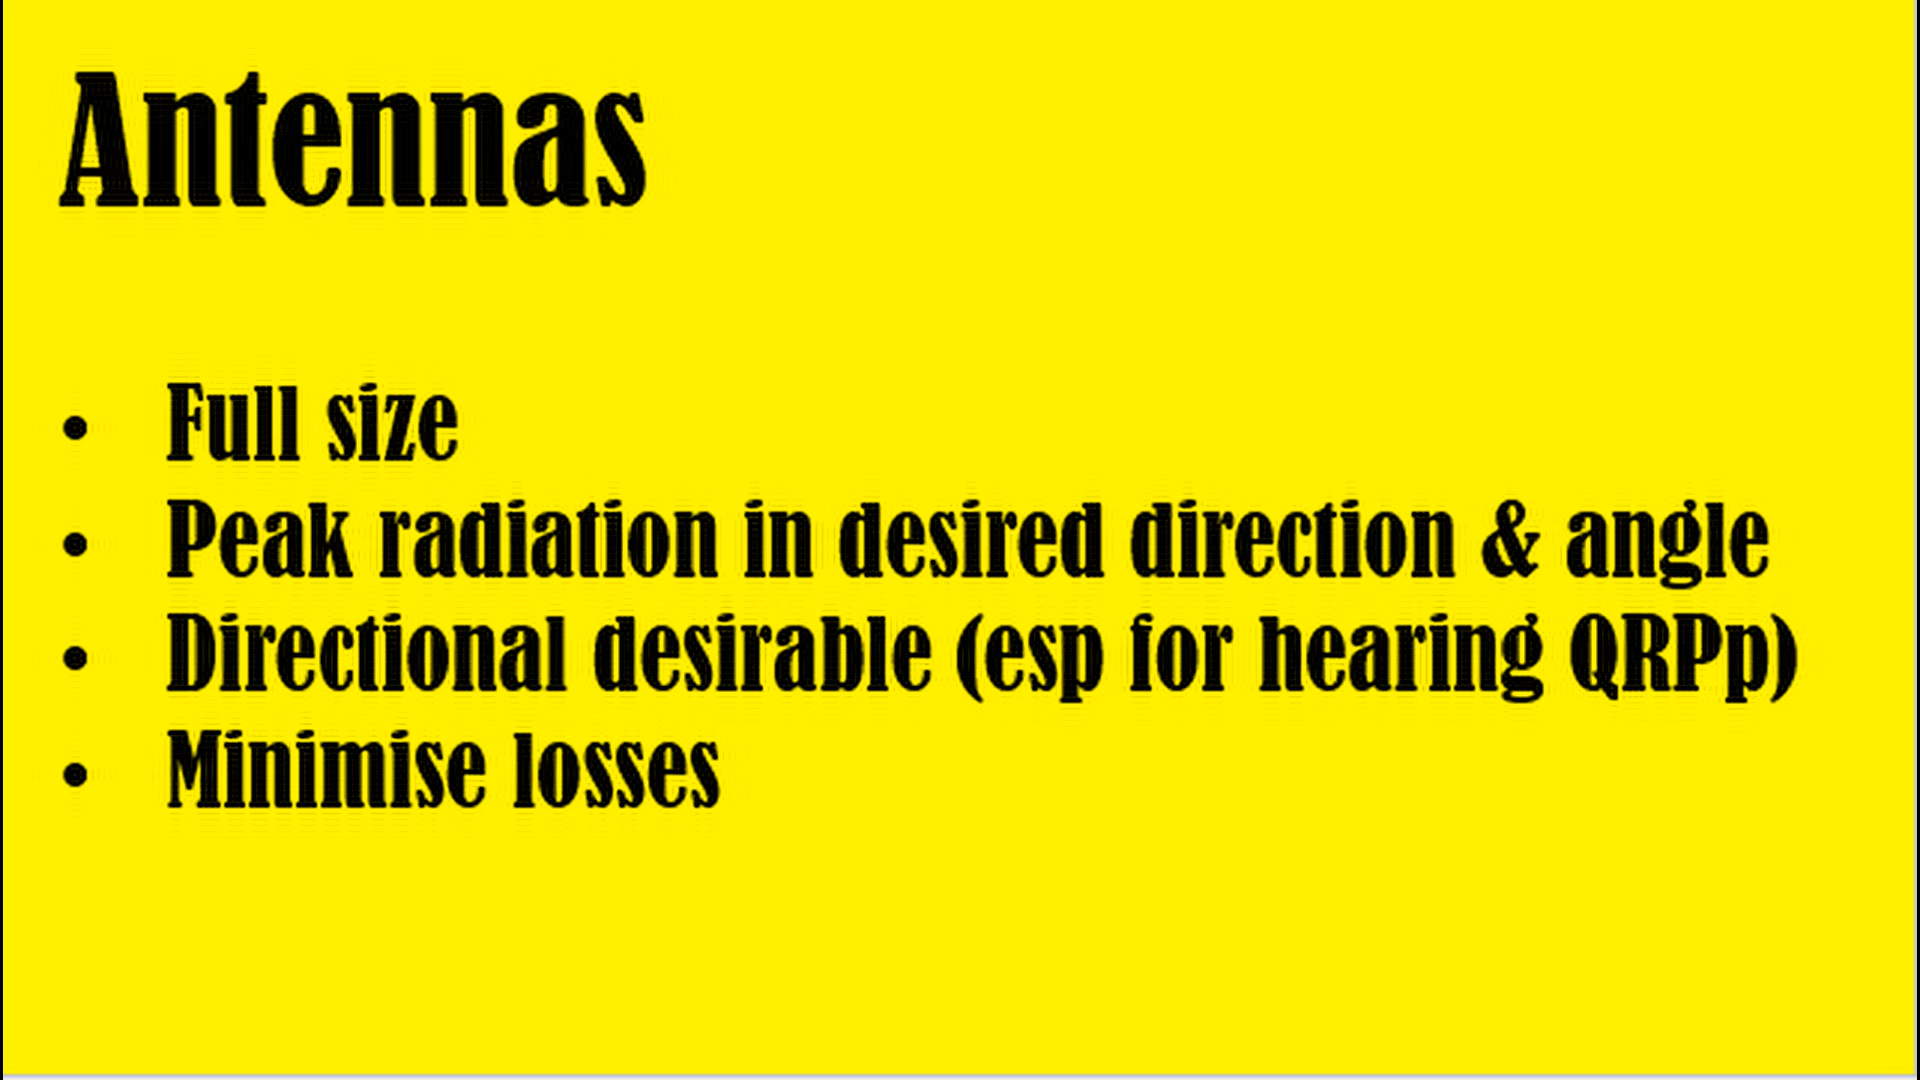 Antennas
• Full size
• Peak radiation in desired direction & angle
• Directional desirable (esp for hearing QRPp)
• Minimise losses